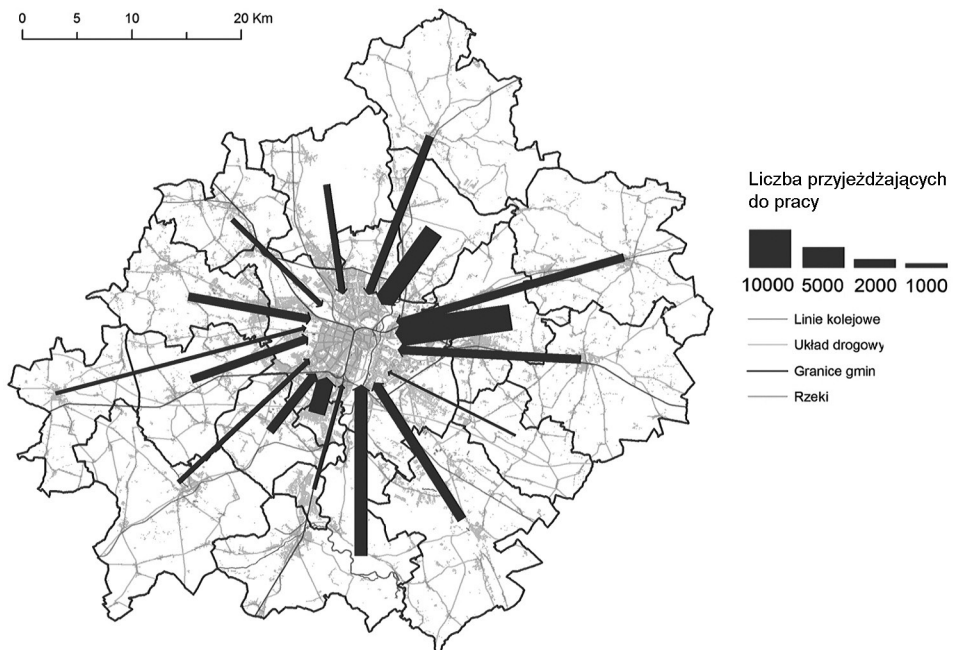 0 5 10 20 Km
Liczba przyjeżdżających
do pracy
10000 5000 2000 1000
Linie kolejowe
Układ drogowy
Granice gmin
Rzeki